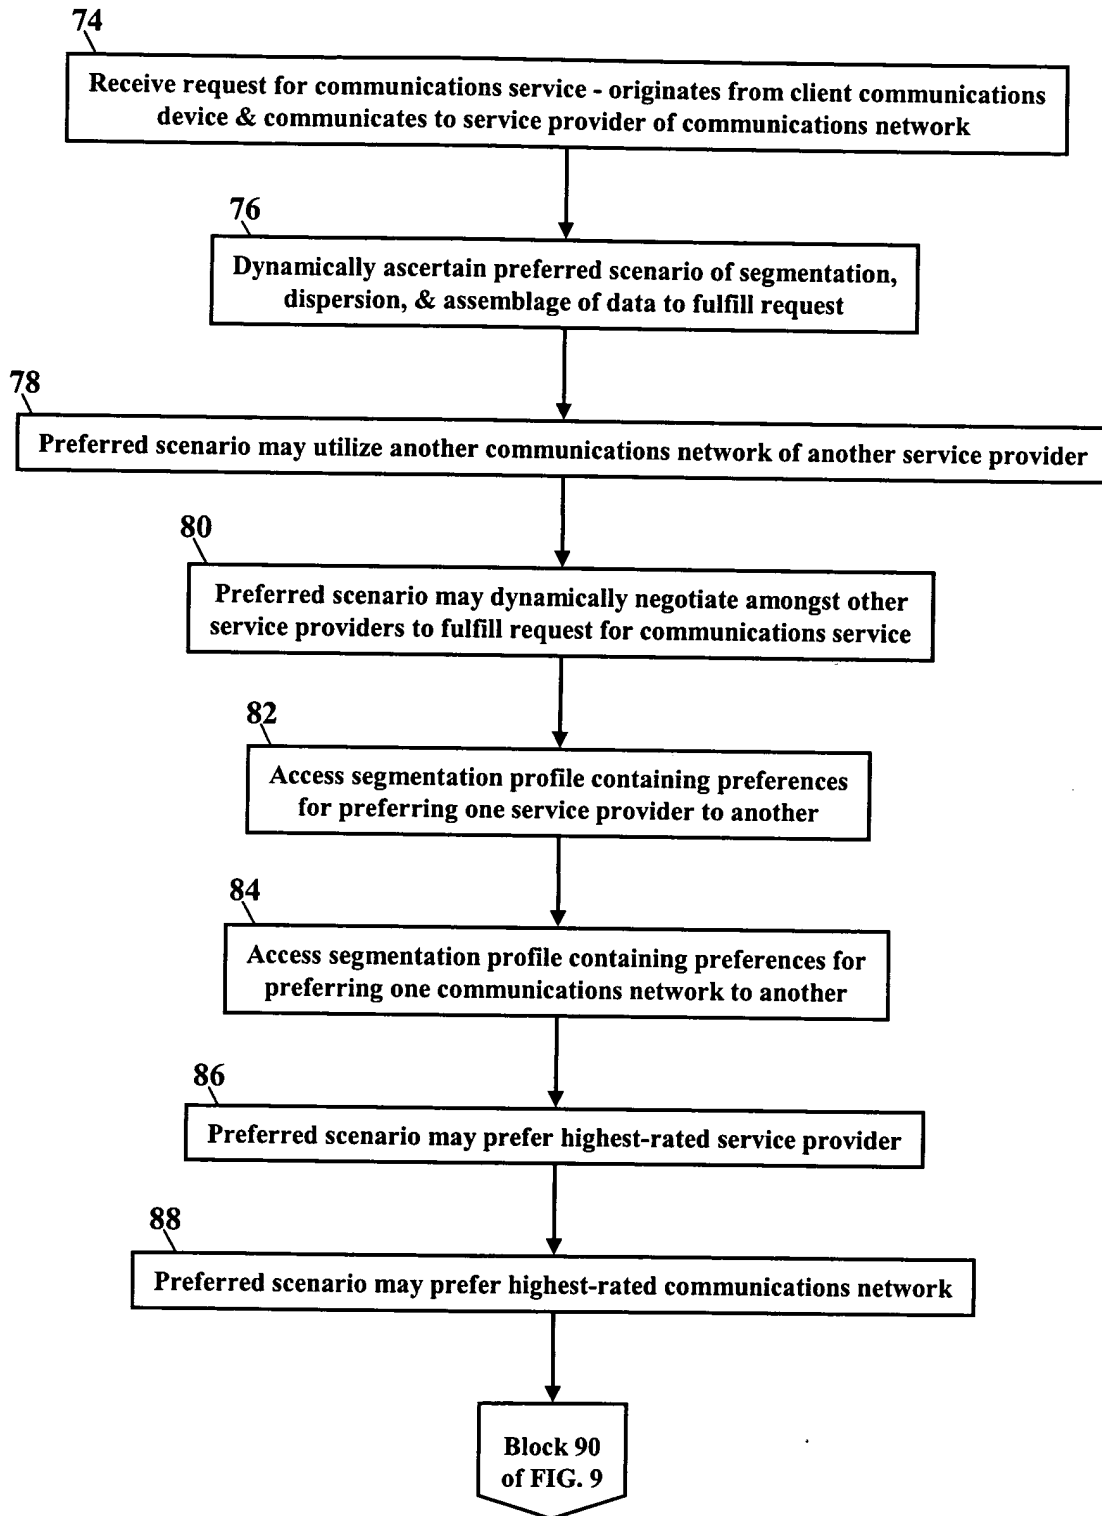 74
Receive request for communications service - originates from client communications
device & communicates to service provider of communications network
76
Dynamically ascertain preferred scenario of segmentation,
dispersion, & assemblage of data to fulfill request
78
Preferred scenario may utilize another communications network of another service provider
80
Preferred scenario may dynamically negotiate amongst other
service providers to fulfill request for communications service
82
Access segmentation profile containing preferences
for preferring one service provider to another
84
Access segmentation profile containing preferences for
preferring one communications network to another
86
Preferred scenario may prefer highest-rated service provider
88
Preferred scenario may prefer highest-rated communications network
Block 90
of FIG. 9